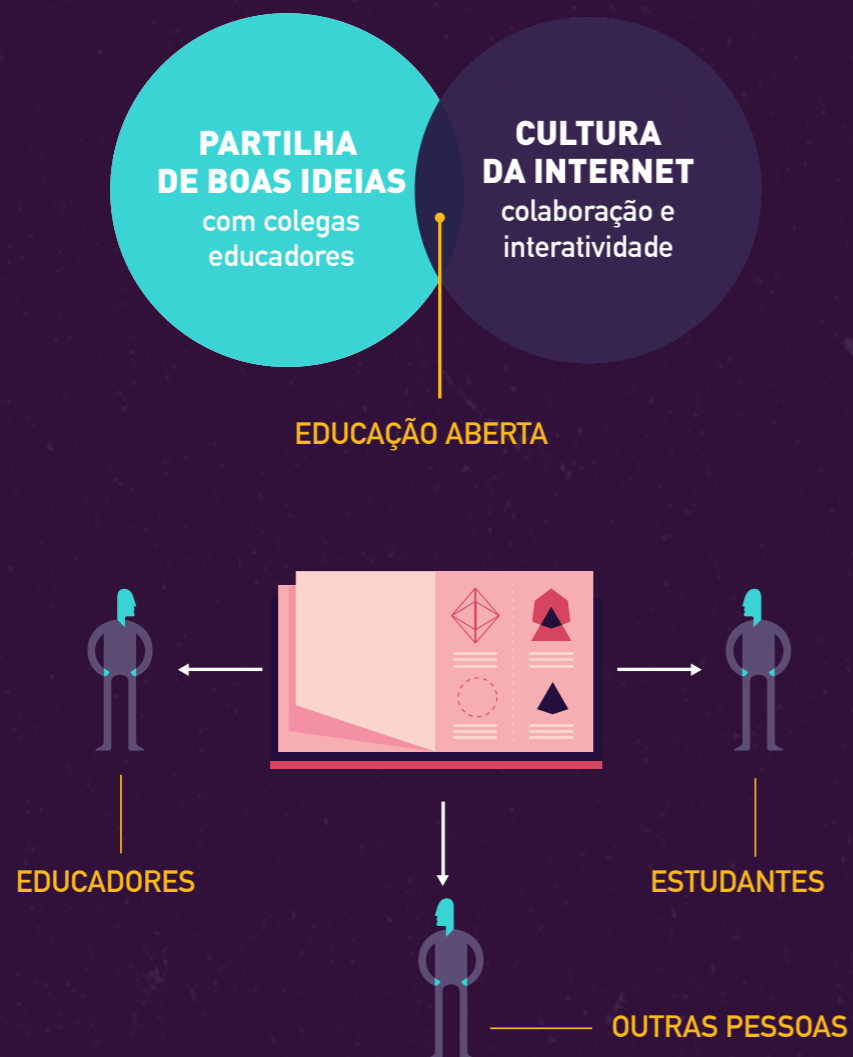 PARTILHA
DE BOAS IDEIAS
com colegas
educadores
CULTURA
DA INTERNET
colaboração e
interatividade
EDUCAÇÃO ABERTA
EDUCADORES
ESTUDANTES
OUTRAS PESSOAS